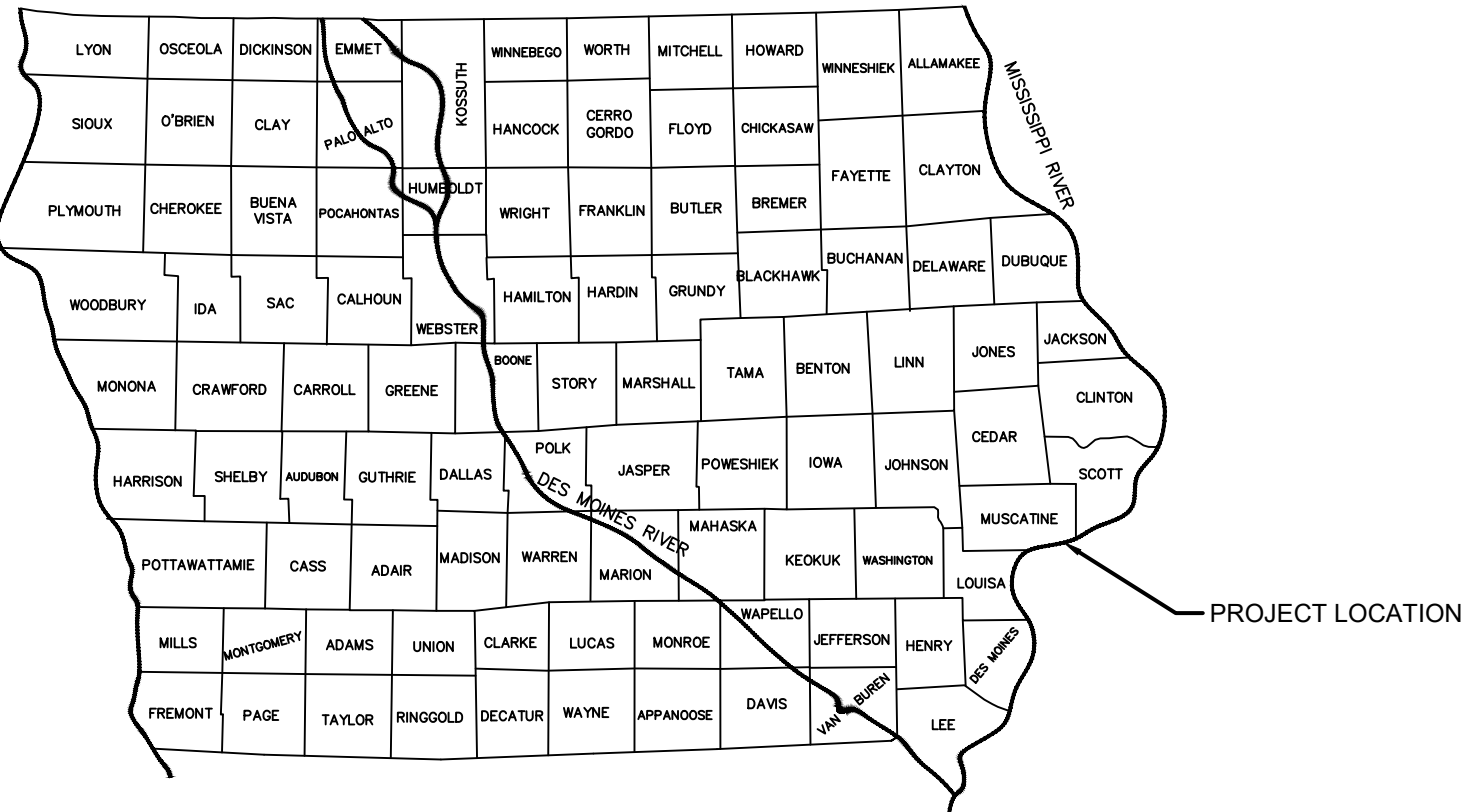 LYON
OSCEOLA
DICKINSON
EMMET
KOSSUTH
WINNEBEGO
WORTH
MITCHELL
HOWARD
WINNESHIEK
ALLAMAKEE
MISSISSIPPI RIVER
SIOUX
O'BRIEN
CLAY
PALO ALTO
HANCOCK
CERRO
GORDO
FLOYD
CHICKASAW
FAYETTE
CLAYTON
PLYMOUTH
CHEROKEE
BUENA
VISTA
POCAHONTAS
HUMBOLDT
WRIGHT
FRANKLIN
BUTLER
BREMER
WOODBURY
IDA
SAC
CALHOUN
WEBSTER
HAMILTON
HARDIN
GRUNDY
BLACKHAWK
BUCHANAN
DELAWARE
DUBUQUE
MONONA
CRAWFORD
CARROLL
GREENE
BOONE
STORY
MARSHALL
TAMA
BENTON
LINN
JONES
JACKSON
CLINTON
HARRISON
SHELBY
AUDUBON
GUTHRIE
DALLAS
POLK
JASPER
POWESHIEK
IOWA
JOHNSON
CEDAR
SCOTT
MUSCATINE
DES MOINES RIVER
POTTAWATTAMIE
CASS
ADAIR
MADISON
WARREN
MARION
MAHASKA
KEOKUK
WASHINGTON
LOUISA
PROJECT LOCATION
MILLS
MONTGOMERY
ADAMS
UNION
CLARKE
LUCAS
MONROE
WAPELLO
JEFFERSON
HENRY
DES MOINES
FREMONT
PAGE
TAYLOR
RINGGOLD
DECATUR
WAYNE
APPANOOSE
DAVIS
VAN BUREN
LEE